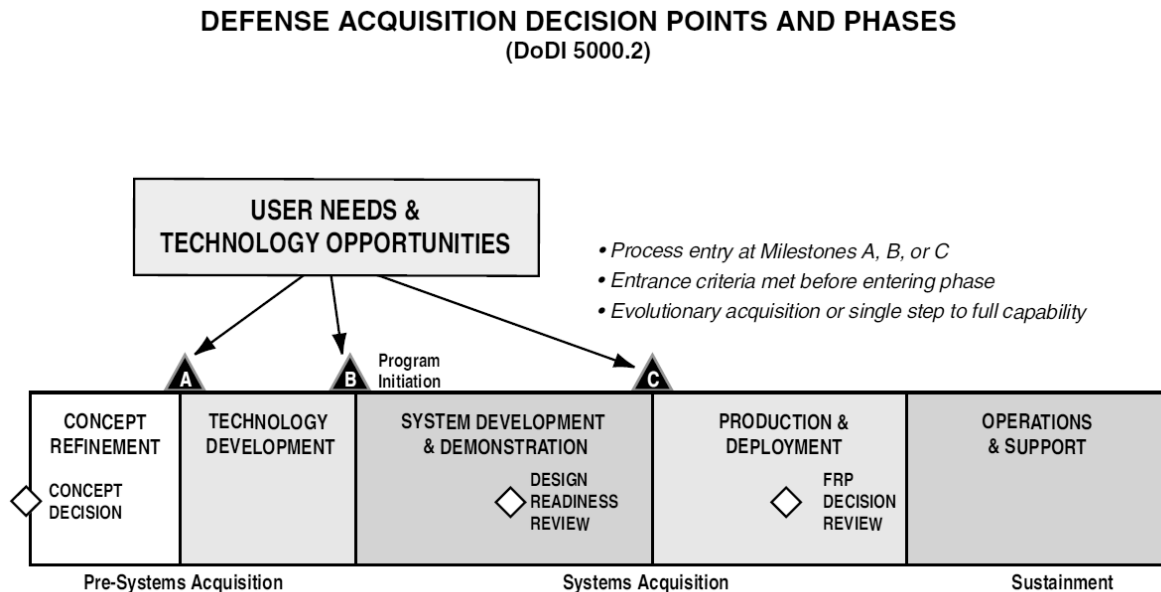 DEFENSE ACQUISITION DECISION POINTS AND PHASES
(DoDI 5000.2)
USER NEEDS &
TECHNOLOGY OPPORTUNITIES
• Process entry at Milestones A, B, or C
• Entrance criteria met before entering phase
• Evolutionary acquisition or single step to full capability
A
B
Program
Initiation
C
CONCEPT
REFINEMENT
CONCEPT
DECISION
TECHNOLOGY
DEVELOPMENT
SYSTEM DEVELOPMENT
& DEMONSTRATION
DESIGN
READINESS
REVIEW
PRODUCTION &
DEPLOYMENT
FRP
DECISION
REVIEW
OPERATIONS
& SUPPORT
Pre-Systems Acquisition
Systems Acquisition
Sustainment